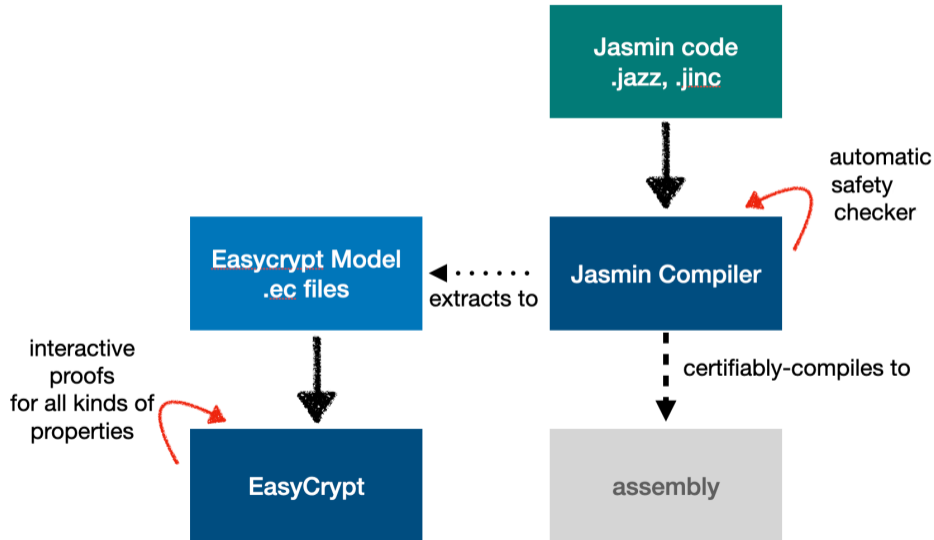 Jasmin code
.jazz, .jinc
automatic
safety
checker
Easycrypt Model
.ec files
extracts to
Jasmin Compiler
interactive
proofs
for all kinds of
properties
certifiably-compiles to
EasyCrypt
assembly